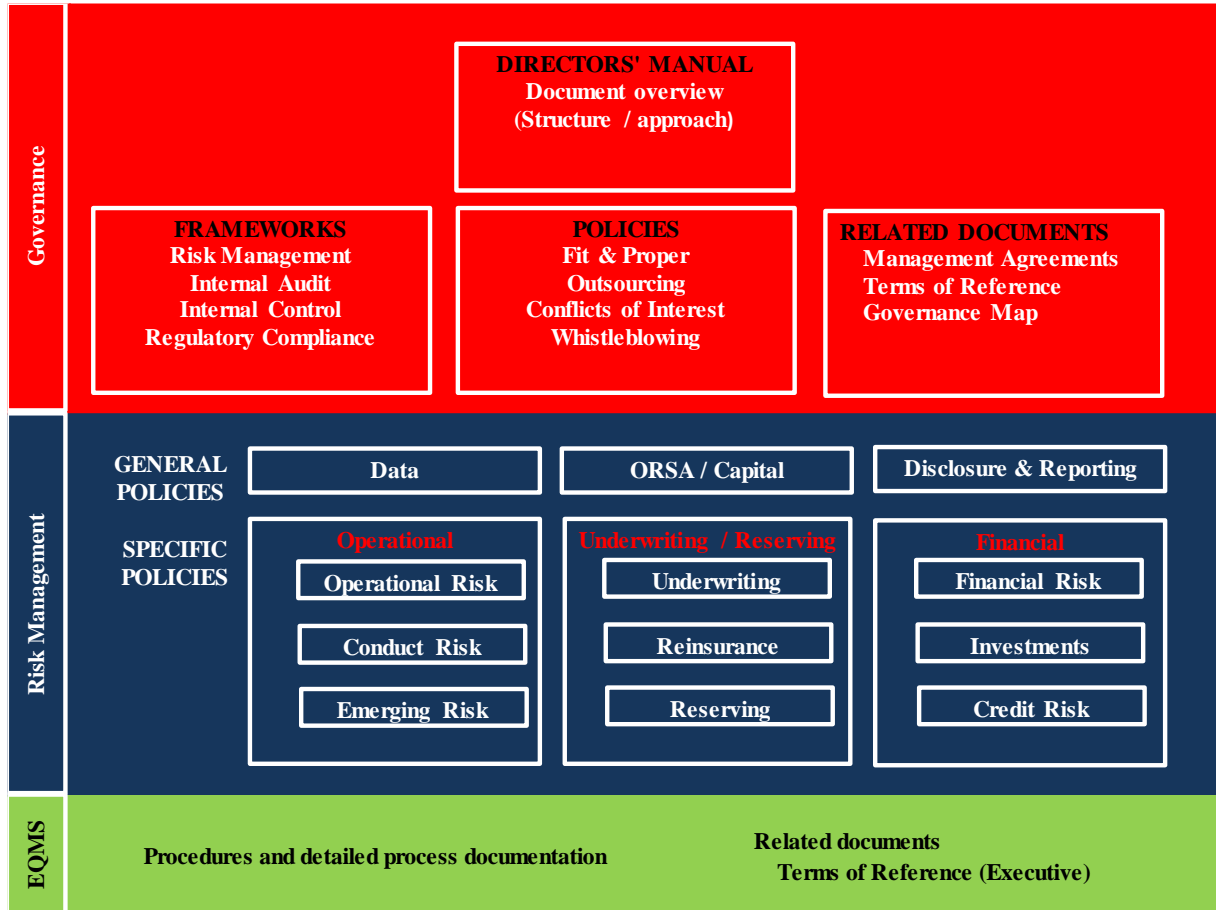 Governance
DIRECTORS' MANUAL
Document overview
(Structure / approach)
FRAMEWORKS
Risk Management
Internal Audit
Internal Control
Regulatory Compliance
POLICIES
Fit & Proper
Outsourcing
Conflicts of Interest
Whistleblowing
RELATED DOCUMENTS
Management Agreements
Terms of Reference
Governance Map
Risk Management
GENERAL
POLICIES
Data
ORSA / Capital
Disclosure & Reporting
SPECIFIC
POLICIES
Operational
Operational Risk
Conduct Risk
Emerging Risk
Underwriting / Reserving
Underwriting
Reinsurance
Reserving
Financial
Financial Risk
Investments
Credit Risk
EQMS
Procedures and detailed process documentation
Related documents
Terms of Reference (Executive)